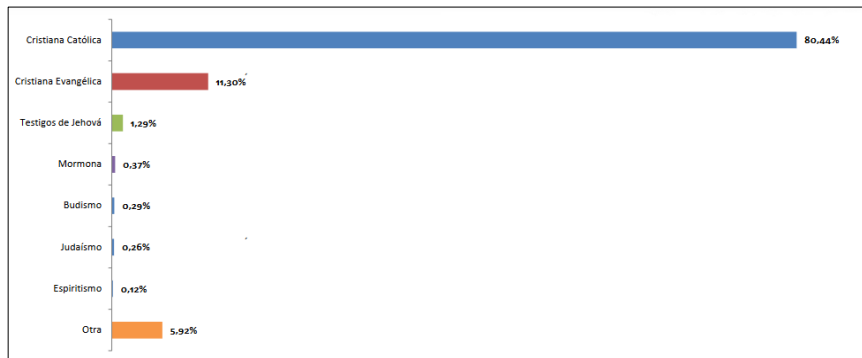 Cristiana Católica 80,44%
Cristiana Evangélica 11,30%
Testigos de Jehová 1,29%
Mormona 0,37%
Budismo 0,29%
Judaísmo 0,26%
Espiritismo 0,12%
Otra 5,92%